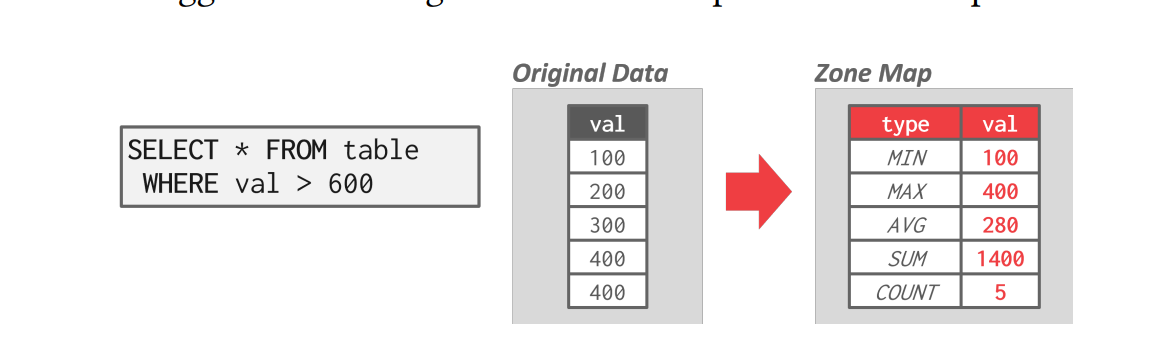 Original Data
Zone Map
SELECT * FROM table
WHERE val > 600
val
100
200
300
400
400
type val
MIN 100
MAX 400
AVG 280
SUM 1400
COUNT 5